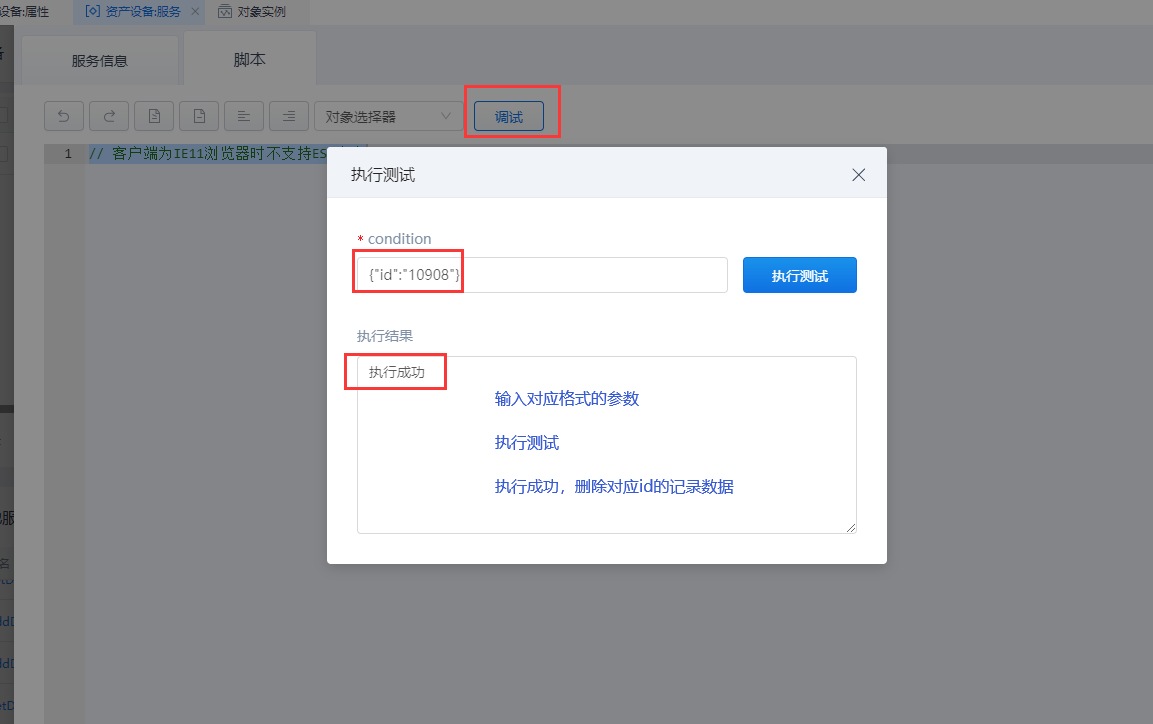 设备:属性
资产设备:服务
对象实例
服务信息
脚本
对象选择器
调试
1
// 客户端为IE11浏览器时不支持ES
执行测试
* condition
{"id":"10908"}
执行测试
执行结果
执行成功
输入对应格式的参数
执行测试
执行成功，删除对应id的记录数据